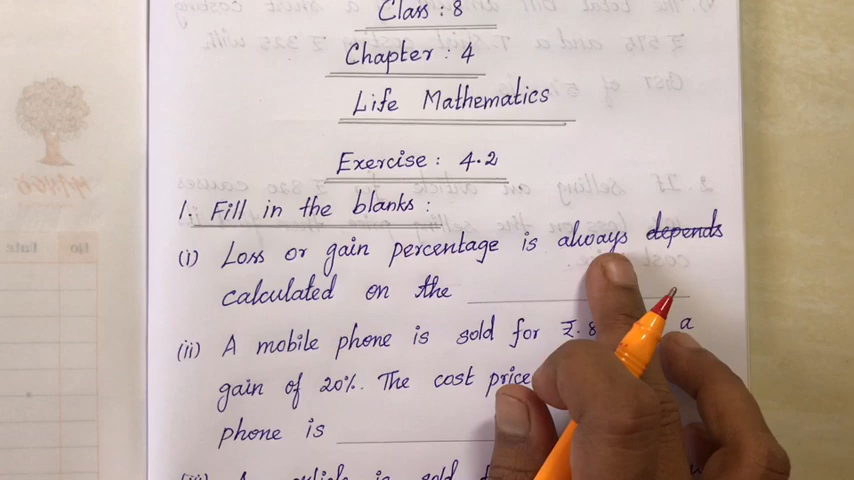 Class : 8
Chapter : 4
Life Mathematics
Exercise : 4.2
1. Fill in the blanks :
(i) Loss or gain percentage is always depends
calculated on the
(ii) A mobile phone is sold for ₹.8 a
gain of 20%. The cost price
phone is